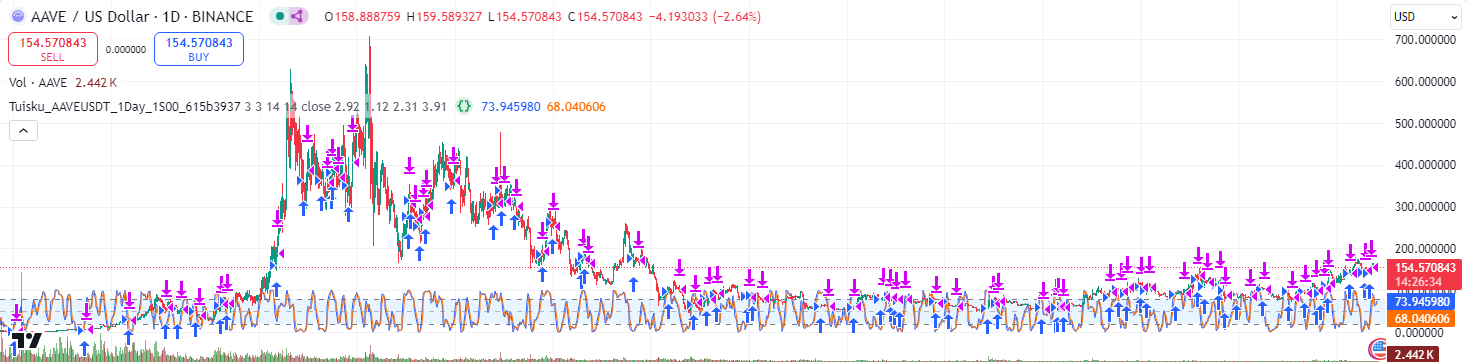 AAVE / US Dollar · 1D · BINANCE O158.888759 H159.589327 L154.570843 C154.570843 −4.193033 (−2.64%)
USD
154.570843
SELL
0.000000
154.570843
BUY
Vol · AAVE 2.442 K
Tuisku_AAVEUSDT_1Day_1S00_615b3937 3 3 14 14 close 2.92 1.12 2.31 3.91 73.945980 68.040606
700.000000
600.000000
500.000000
400.000000
300.000000
200.000000
154.570843
14:26:34
73.945980
68.040606
0.000000
2.442 K